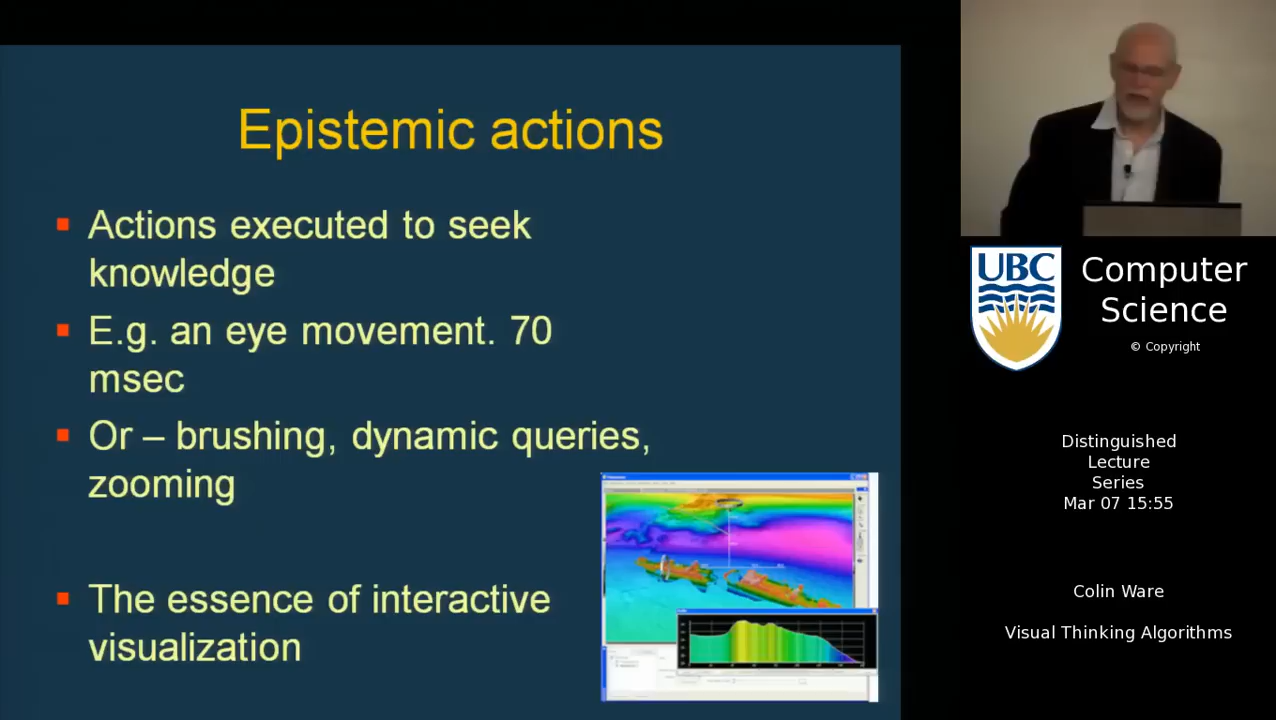 Epistemic actions
Actions executed to seek
knowledge
E.g. an eye movement. 70
msec
Or – brushing, dynamic queries,
zooming
The essence of interactive
visualization
UBC
Computer
Science
© Copyright
Distinguished
Lecture
Series
Mar 07 15:55
Colin Ware
Visual Thinking Algorithms